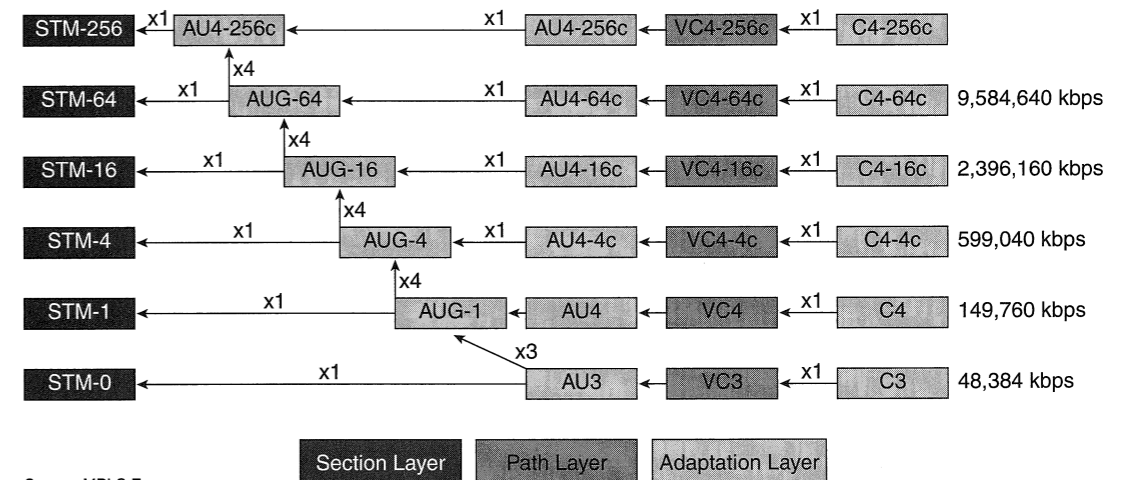 STM-256 x1 AU4-256c x1 AU4-256c VC4-256c x1 C4-256c
x4
STM-64 x1 AUG-64 x1 AU4-64c VC4-64c x1 C4-64c 9,584,640 kbps
x4
STM-16 x1 AUG-16 x1 AU4-16c VC4-16c x1 C4-16c 2,396,160 kbps
x4
STM-4 x1 AUG-4 x1 AU4-4c VC4-4c x1 C4-4c 599,040 kbps
x4
STM-1 x1 AUG-1 AU4 VC4 x1 C4 149,760 kbps
x3
STM-0 x1 AU3 VC3 x1 C3 48,384 kbps
Section Layer Path Layer Adaptation Layer